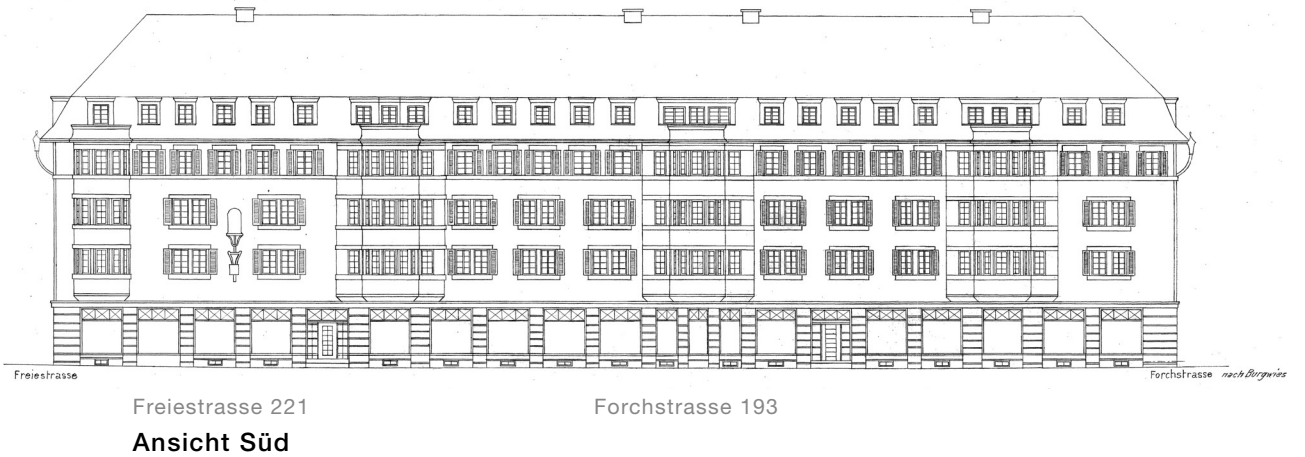 Freiestrasse
Forchstrasse nach Burgwies
Freiestrasse 221
Forchstrasse 193
Ansicht Süd